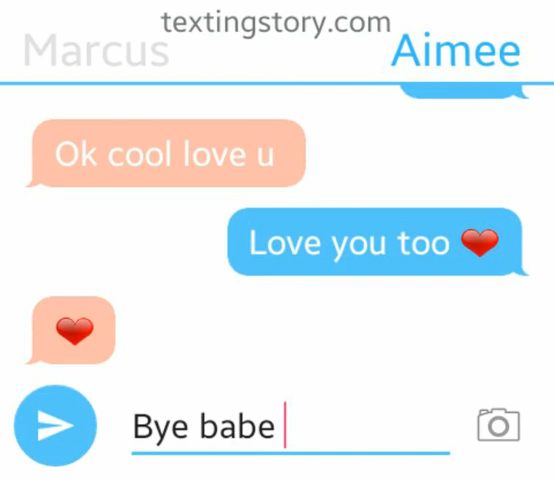 textingstory.com
Marcus Aimee
Ok cool love u
Love you too ❤
❤
Bye babe